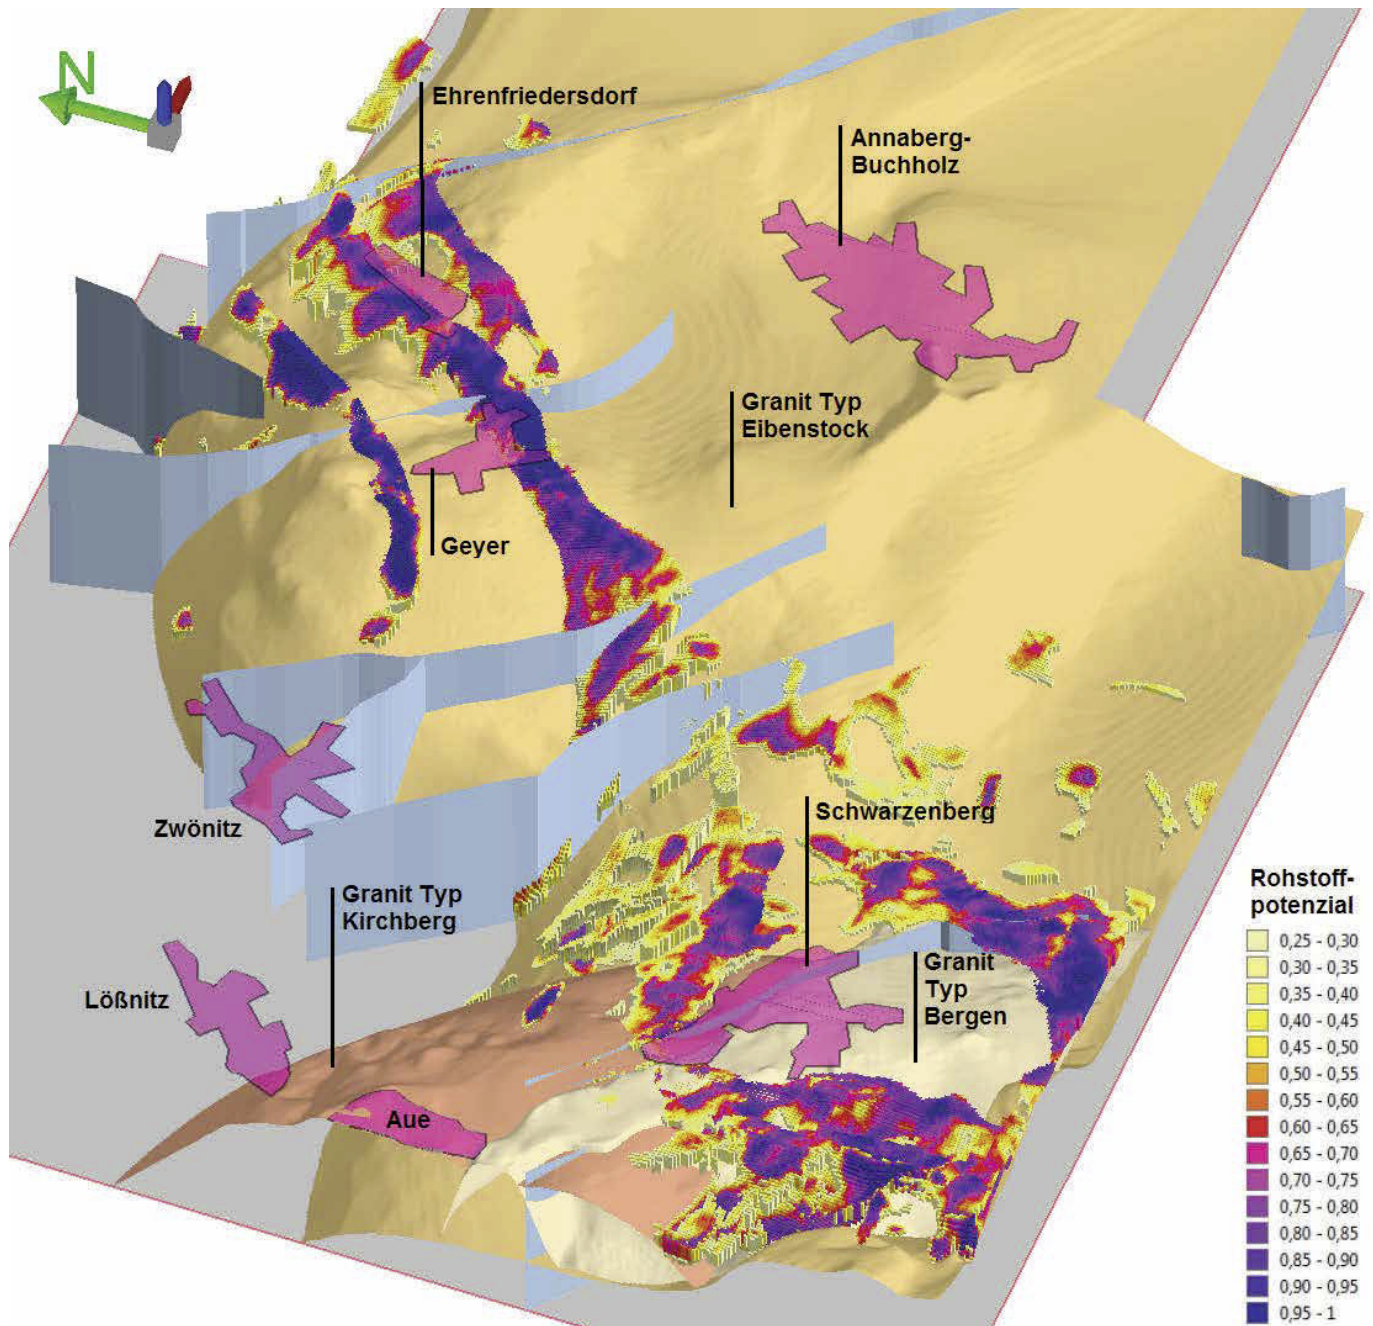 N
Ehrenfriedersdorf
Annaberg-
Buchholz
Granit Typ
Eibenstock
Geyer
Zwönitz
Schwarzenberg
Granit Typ
Kirchberg
Lößnitz
Granit
Typ
Bergen
Aue
Rohstoff-
potenzial
0,25 - 0,30
0,30 - 0,35
0,35 - 0,40
0,40 - 0,45
0,45 - 0,50
0,50 - 0,55
0,55 - 0,60
0,60 - 0,65
0,65 - 0,70
0,70 - 0,75
0,75 - 0,80
0,80 - 0,85
0,85 - 0,90
0,90 - 0,95
0,95 - 1